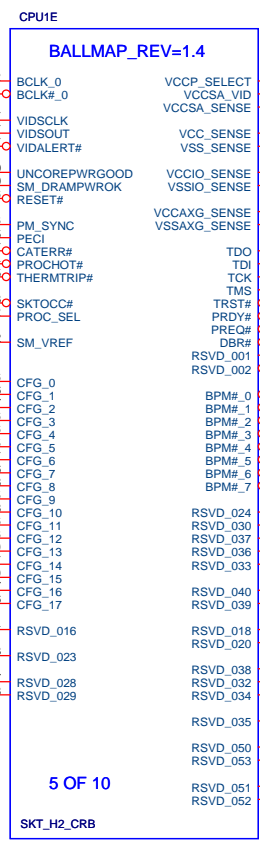 CPU1E
BALLMAP_REV=1.4
BCLK_0 VCCP_SELECT
BCLK#_0 VCCSA_VID
VCCSA_SENSE
VIDSCLK
VIDSOUT VCC_SENSE
VIDALERT# VSS_SENSE
UNCOREPWRGOOD VCCIO_SENSE
SM_DRAMPWROK VSSIO_SENSE
RESET#
VCCAXG_SENSE
PM_SYNC VSSAXG_SENSE
PECI
CATERR# TDO
PROCHOT# TDI
THERMTRIP# TCK
TMS
SKTOCC# TRST#
PROC_SEL PRDY#
PREQ#
SM_VREF DBR#
RSVD_001
RSVD_002
CFG_0
CFG_1 BPM#_0
CFG_2 BPM#_1
CFG_3 BPM#_2
CFG_4 BPM#_3
CFG_5 BPM#_4
CFG_6 BPM#_5
CFG_7 BPM#_6
CFG_8 BPM#_7
CFG_9
CFG_10 RSVD_024
CFG_11 RSVD_030
CFG_12 RSVD_037
CFG_13 RSVD_036
CFG_14 RSVD_033
CFG_15
CFG_16 RSVD_040
CFG_17 RSVD_039
RSVD_016 RSVD_018
RSVD_020
RSVD_023
RSVD_038
RSVD_028 RSVD_032
RSVD_029 RSVD_034
RSVD_035
RSVD_050
RSVD_053
5 OF 10
RSVD_051
RSVD_052
SKT_H2_CRB